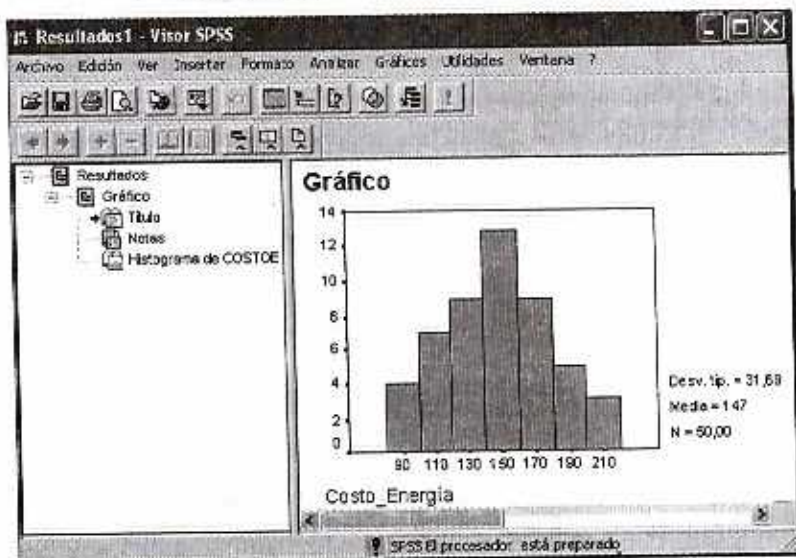 Resultados1 - Visor SPSS
Archivo Edición Ver Insertar Formato Analizar Gráficos Utilidades Ventana ?
Resultados
Gráfico
Título
Notas
Histograma de COSTOE
Gráfico
14
12
10
8
6
4
2
0
90 110 130 150 170 190 210
Desv. típ. = 31,69
Media = 147
N = 50,00
Costo_Energía
SPSS El procesador está preparado